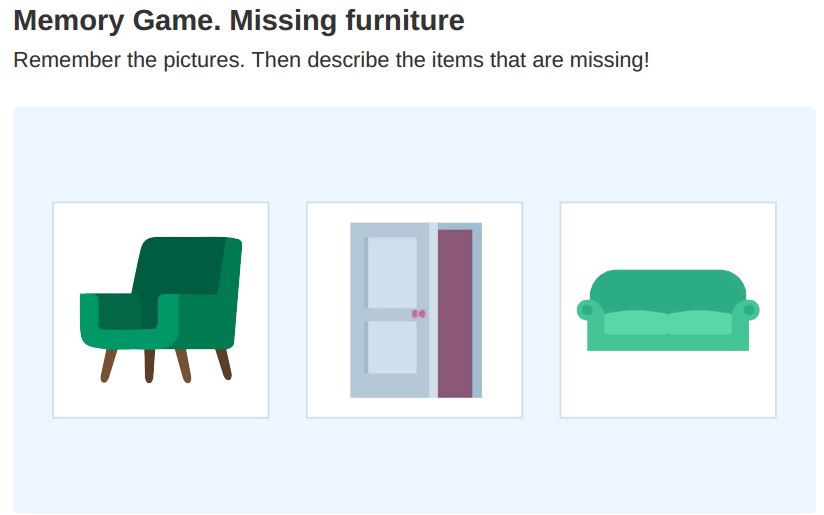 Memory Game. Missing furniture
Remember the pictures. Then describe the items that are missing!